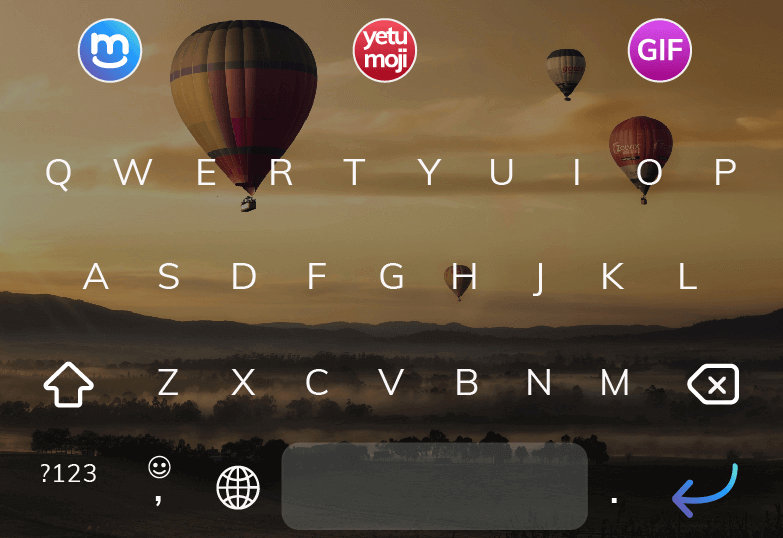 m yetu GIF
moji
Q W E R T Y U I O P
A S D F G H J K L
Z X C V B N M
?123 , .